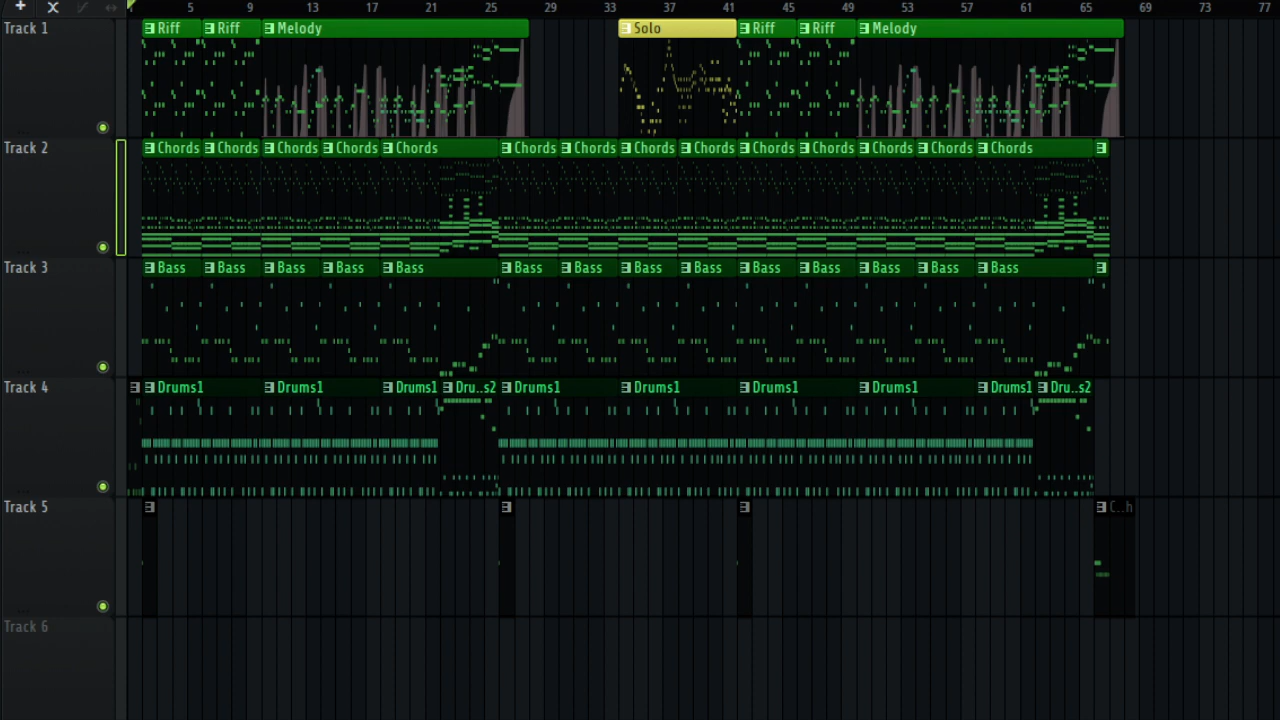 5 9 13 17 21 25 29 33 37 41 45 49 53 57 61 65 69 73 77
Track 1 Riff Riff Melody Solo Riff Riff Melody
Track 2 Chords Chords Chords Chords Chords Chords Chords Chords Chords Chords Chords Chords Chords Chords
Track 3 Bass Bass Bass Bass Bass Bass Bass Bass Bass Bass Bass Bass Bass Bass
Track 4 Drums1 Drums1 Drums1 Dru..s2 Drums1 Drums1 Drums1 Drums1 Drums1 Dru..s2
Track 5 C..h
Track 6